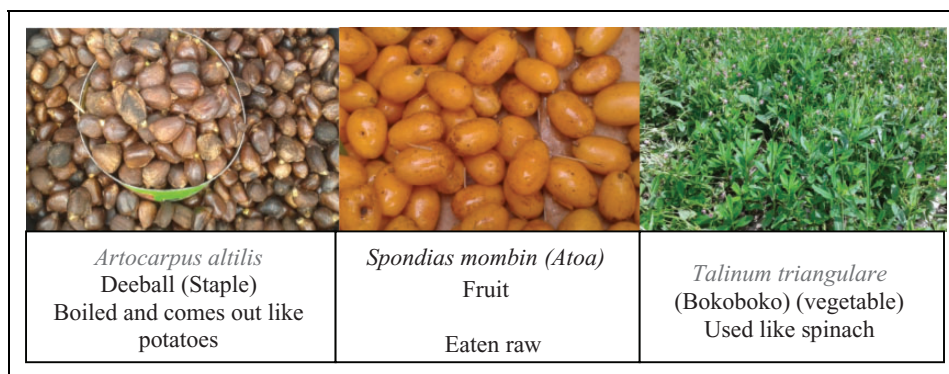 Artocarpus altilis
Deeball (Staple)
Boiled and comes out like
potatoes
Spondias mombin (Atoa)
Fruit
Eaten raw
Talinum triangulare
(Bokoboko) (vegetable)
Used like spinach